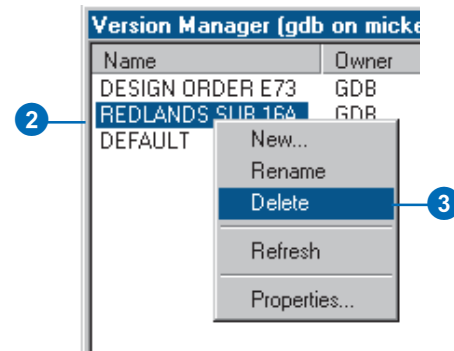 Version Manager (gdb on micke
Name Owner
DESIGN ORDER E73 GDB
2 REDLANDS SUB 16A GDB
DEFAULT
New...
Rename
Delete 3
Refresh
Properties...